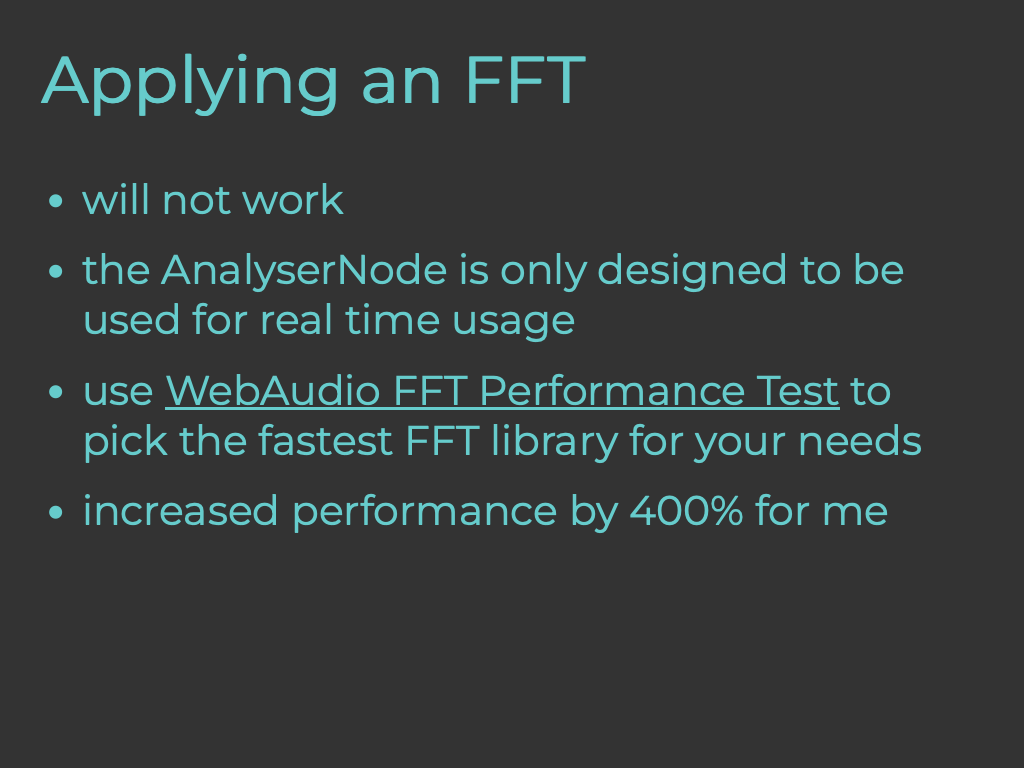 Applying an FFT
• will not work
• the AnalyserNode is only designed to be
used for real time usage
• use WebAudio FFT Performance Test to
pick the fastest FFT library for your needs
• increased performance by 400% for me